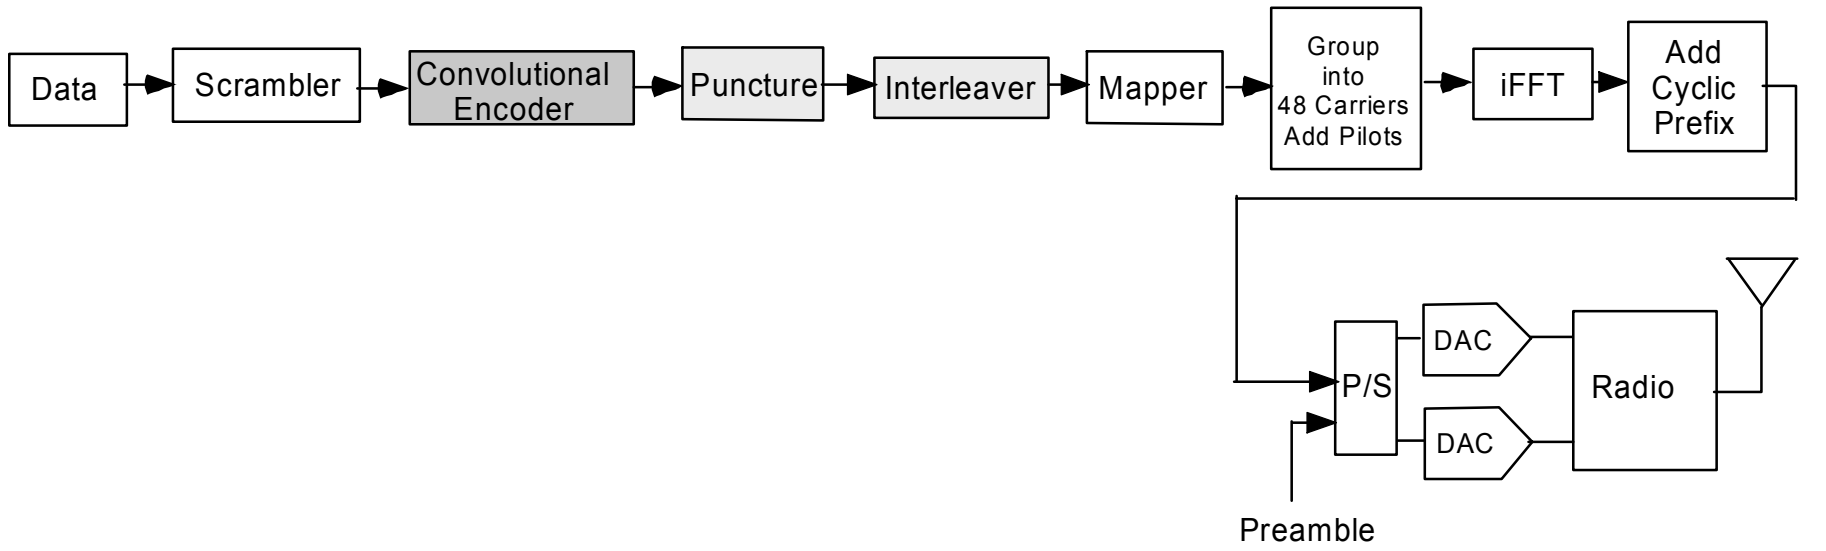 Data
Scrambler
Convolutional
Encoder
Puncture
Interleaver
Mapper
Group
into
48 Carriers
Add Pilots
iFFT
Add
Cyclic
Prefix
P/S
DAC
DAC
Radio
Preamble